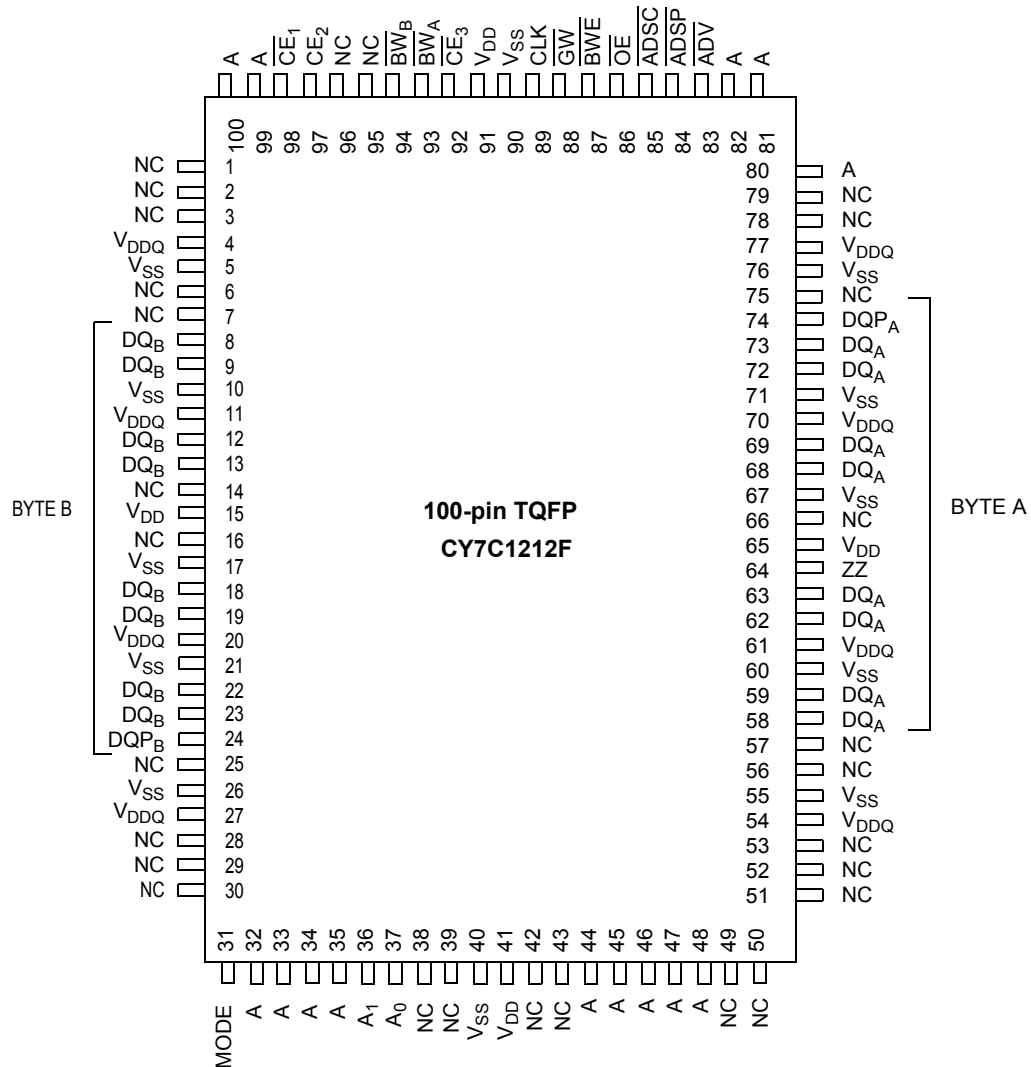 A
A
CE1
CE2
NC
NC
BWB
BWA
CE3
VDD
VSS
CLK
GW
BWE
OE
ADSC
ADSP
ADV
A
A
100
99
98
97
96
95
94
93
92
91
90
89
88
87
86
85
84
83
82
81
NC 1
NC 2
NC 3
VDDQ 4
VSS 5
NC 6
NC 7
DQB 8
DQB 9
VSS 10
VDDQ 11
DQB 12
DQB 13
NC 14
VDD 15
NC 16
VSS 17
DQB 18
DQB 19
VDDQ 20
VSS 21
DQB 22
DQB 23
DQPB 24
NC 25
VSS 26
VDDQ 27
NC 28
NC 29
NC 30
BYTE B
100-pin TQFP
CY7C1212F
80 A
79 NC
78 NC
77 VDDQ
76 VSS
75 NC
74 DQPA
73 DQA
72 DQA
71 VSS
70 VDDQ
69 DQA
68 DQA
67 VSS
66 NC
65 VDD
64 ZZ
63 DQA
62 DQA
61 VDDQ
60 VSS
59 DQA
58 DQA
57 NC
56 NC
55 VSS
54 VDDQ
53 NC
52 NC
51 NC
BYTE A
31
32
33
34
35
36
37
38
39
40
41
42
43
44
45
46
47
48
49
50
MODE
A
A
A
A
A1
A0
NC
NC
VSS
VDD
NC
NC
A
A
A
A
A
NC
NC